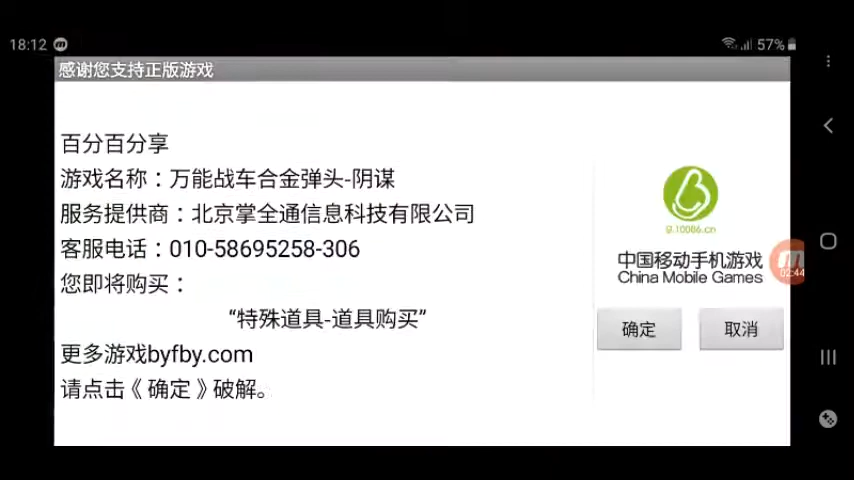 18:12
57%
感谢您支持正版游戏
百分百分享
游戏名称：万能战车合金弹头-阴谋
服务提供商：北京掌全通信息科技有限公司
客服电话：010-58695258-306
您即将购买：
“特殊道具-道具购买”
更多游戏byfby.com
请点击《确定》破解。
g.10086.cn
中国移动手机游戏
China Mobile Games
02:44
确定
取消